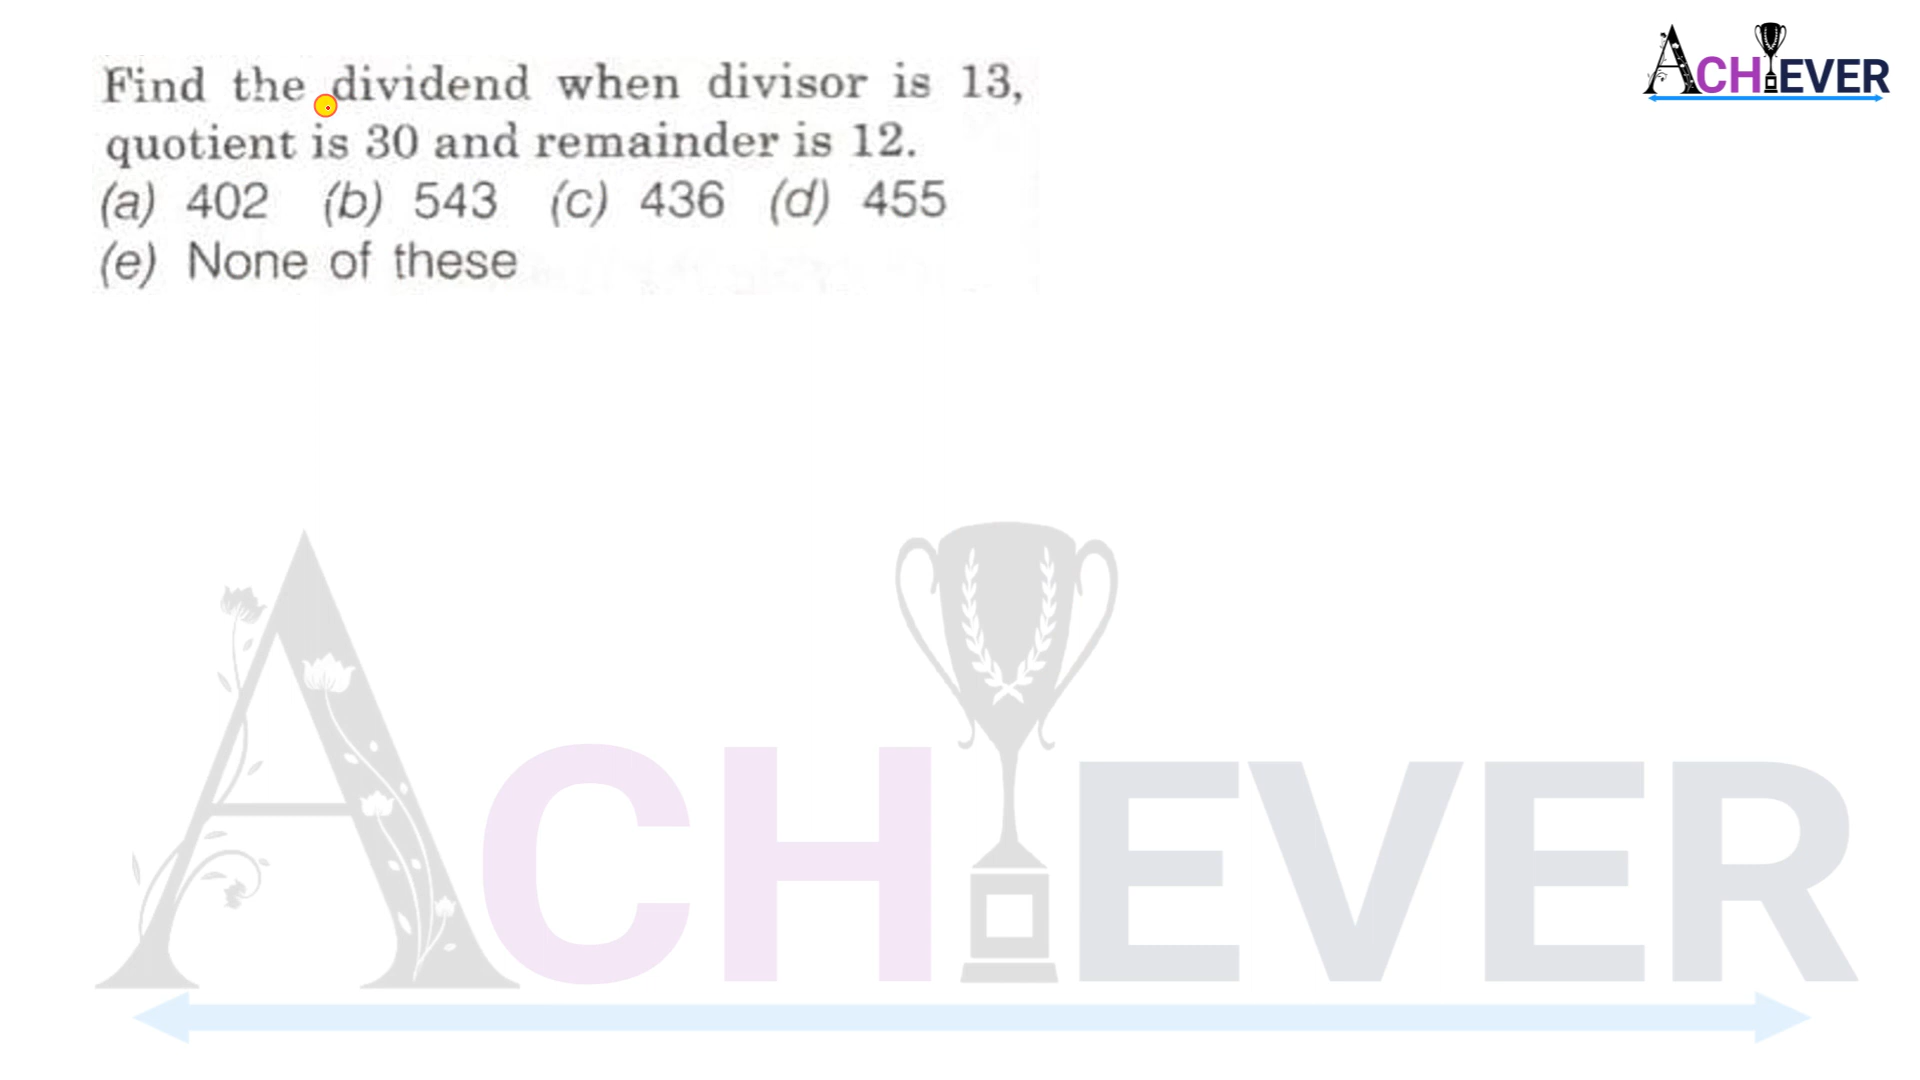 Find the dividend when divisor is 13,
quotient is 30 and remainder is 12.
(a) 402 (b) 543 (c) 436 (d) 455
(e) None of these
ACHIEVER
ACHIEVER